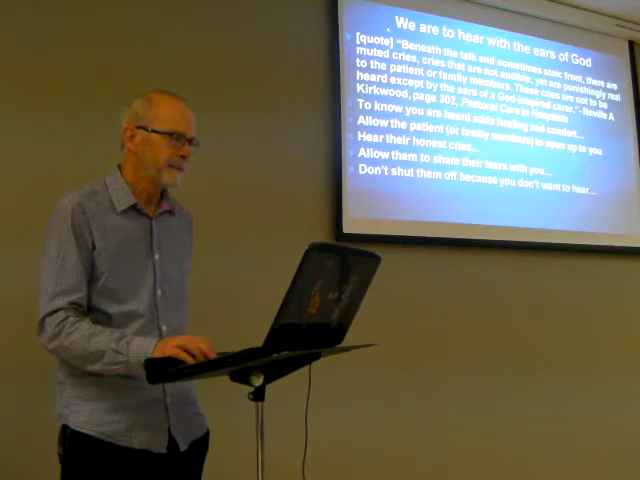 We are to hear with the ears of God
[quote] “Beneath the talk and sometimes stoic front, there are
muted cries, cries that are not audible, yet are punishingly real
to the patient or family members. These cries are not to be
heard except by the ears of a God-inspired carer.”- Neville A
Kirkwood, page 302, Pastoral Care in Hospitals
To know you are heard adds healing and comfort...
Allow the patient (or family members) to open up to you
Hear their honest cries...
Allow them to share their fears with you...
Don't shut them off because you don't want to hear...